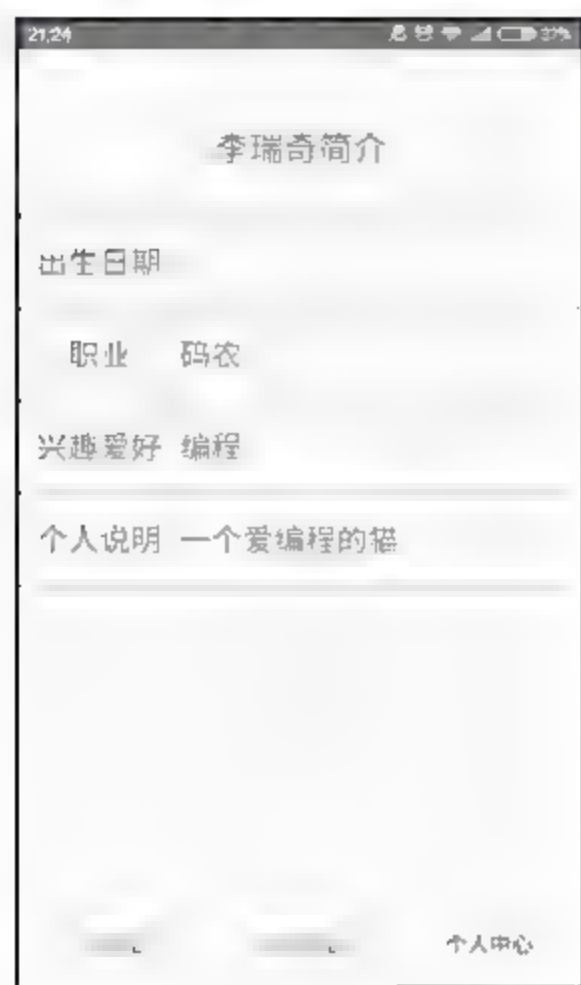 21:24 37%
李瑞奇简介
出生日期
职业 码农
兴趣爱好 编程
个人说明 一个爱编程的猫
个人中心